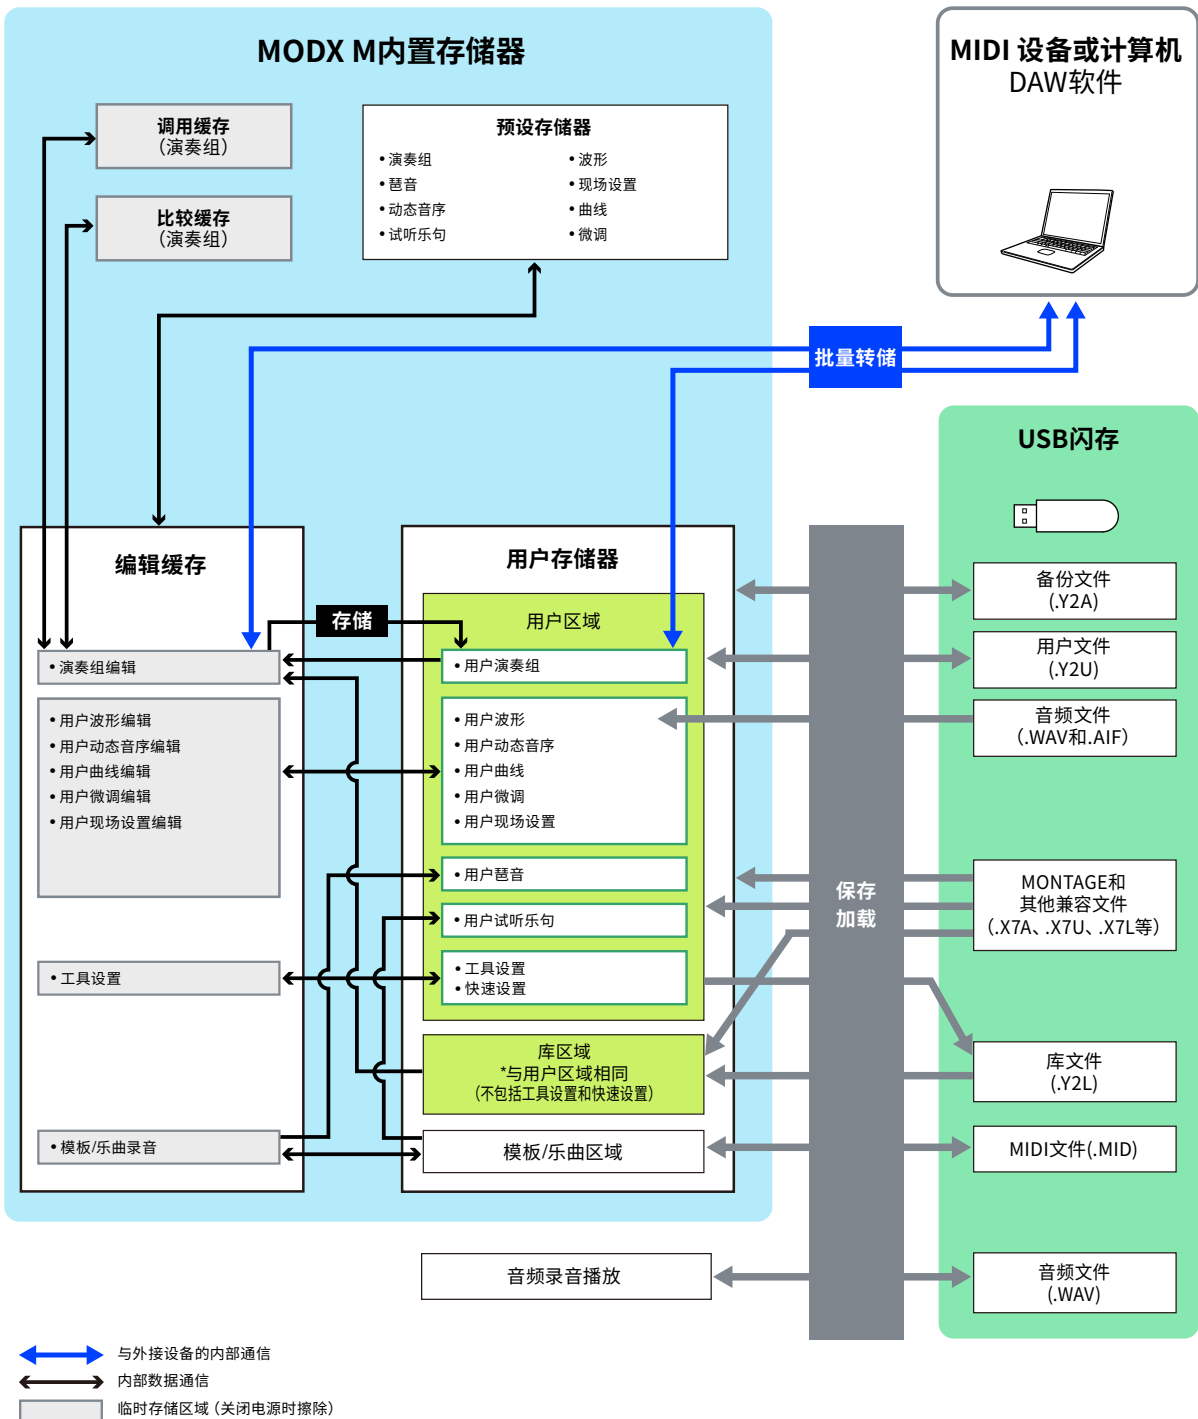 MODX M内置存储器
调用缓存
（演奏组）
比较缓存
（演奏组）
预设存储器
• 演奏组
• 琶音
• 动态音序
• 试听乐句
• 波形
• 现场设置
• 曲线
• 微调
MIDI 设备或计算机
DAW软件
批量转储
USB闪存
编辑缓存
存储
• 演奏组编辑
• 用户波形编辑
• 用户动态音序编辑
• 用户曲线编辑
• 用户微调编辑
• 用户现场设置编辑
• 工具设置
• 模板/乐曲录音
用户存储器
用户区域
• 用户演奏组
• 用户波形
• 用户动态音序
• 用户曲线
• 用户微调
• 用户现场设置
• 用户琶音
• 用户试听乐句
• 工具设置
• 快速设置
库区域
*与用户区域相同
（不包括工具设置和快速设置）
模板/乐曲区域
音频录音播放
保存
加载
备份文件
(.Y2A)
用户文件
(.Y2U)
音频文件
（.WAV和.AIF）
MONTAGE和
其他兼容文件
（.X7A、.X7U、.X7L等）
库文件
(.Y2L)
MIDI文件(.MID)
音频文件
(.WAV)
与外接设备的内部通信
内部数据通信
临时存储区域（关闭电源时擦除）